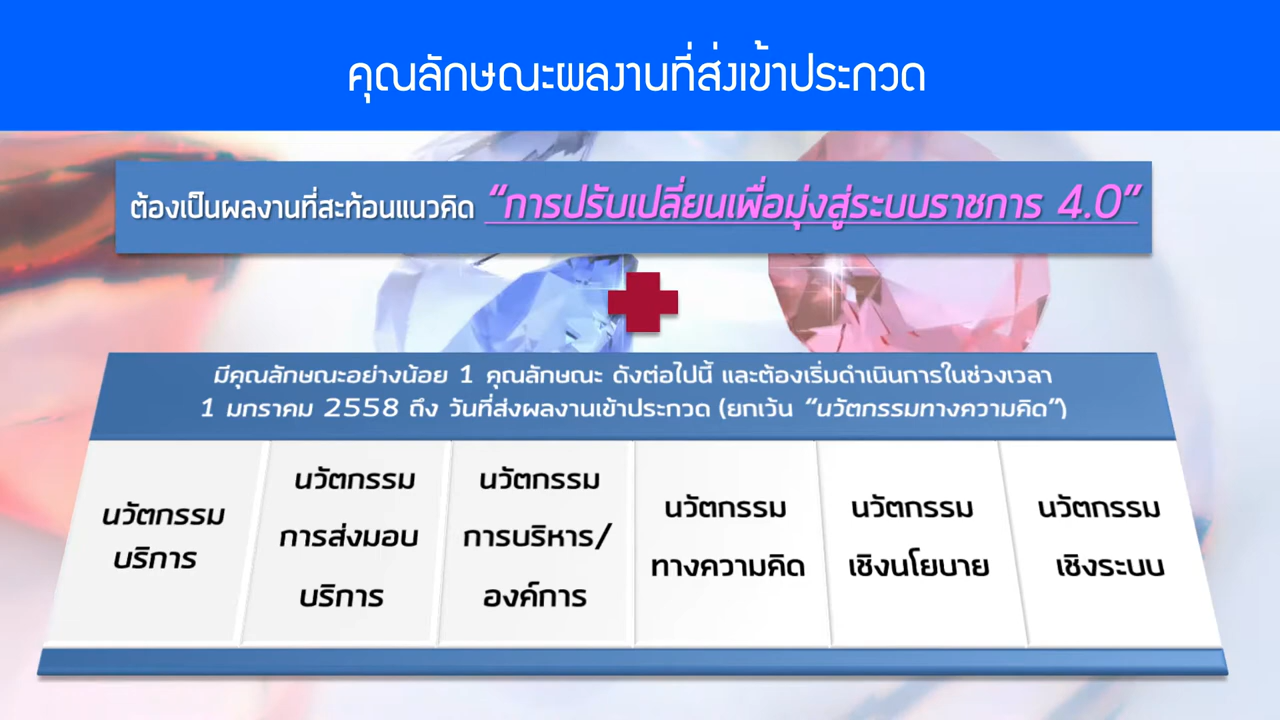 คุณลักษณะผลงานที่ส่งเข้าประกวด
ต้องเป็นผลงานที่สะท้อนแนวคิด “การปรับเปลี่ยนเพื่อมุ่งสู่ระบบราชการ 4.0”
มีคุณลักษณะอย่างน้อย 1 คุณลักษณะ ดังต่อไปนี้ และต้องเริ่มดำเนินการในช่วงเวลา
1 มกราคม 2558 ถึง วันที่ส่งผลงานเข้าประกวด (ยกเว้น “นวัตกรรมทางความคิด”)
นวัตกรรม
บริการ
นวัตกรรม
การส่งมอบ
บริการ
นวัตกรรม
การบริหาร/
องค์การ
นวัตกรรม
ทางความคิด
นวัตกรรม
เชิงนโยบาย
นวัตกรรม
เชิงระบบ